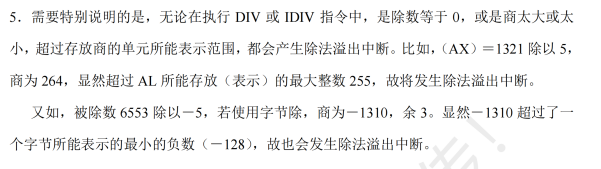 5．需要特别说明的是，无论在执行 DIV 或 IDIV 指令中，是除数等于 0，或是商太大或太
小，超过存放商的单元所能表示范围，都会产生除法溢出中断。比如，（AX）＝1321 除以 5，
商为 264，显然超过 AL 所能存放（表示）的最大整数 255，故将发生除法溢出中断。
又如，被除数 6553 除以－5，若使用字节除，商为－1310，余 3。显然－1310 超过了一
个字节所能表示的最小的负数（－128），故也会发生除法溢出中断。